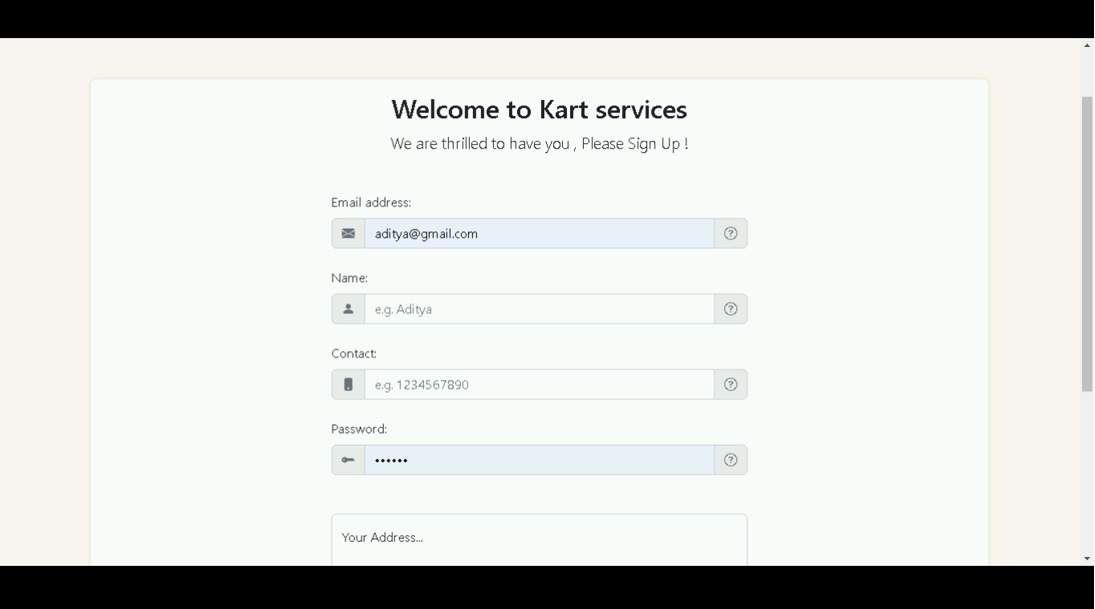 Welcome to Kart services
We are thrilled to have you , Please Sign Up !
Email address:
aditya@gmail.com
Name:
e.g. Aditya
Contact:
e.g. 1234567890
Password:
••••••
Your Address...